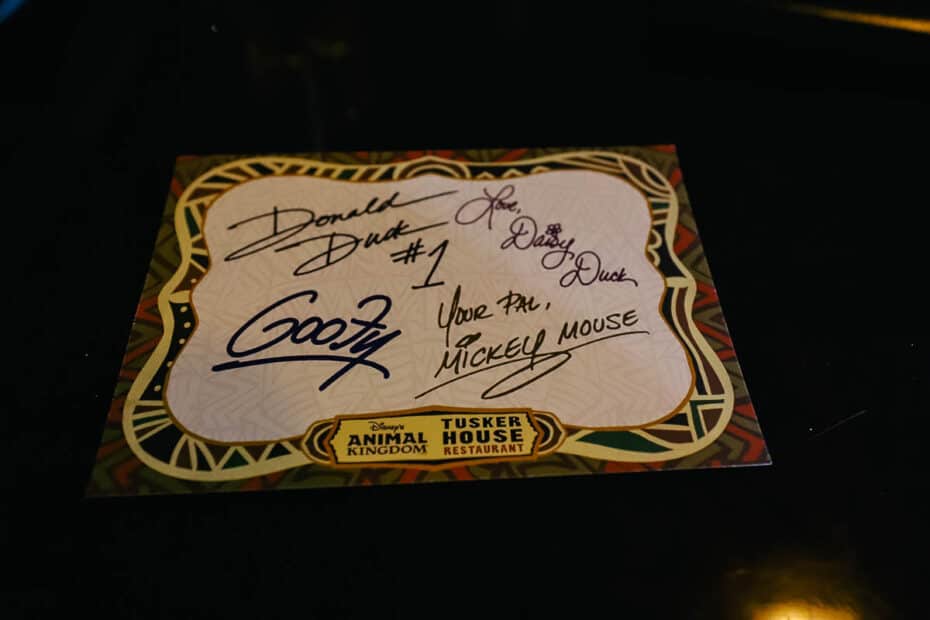 Donald
Duck
#1
Love,
Daisy
Duck
Goofy
YOUR PAL,
MICKEY MOUSE
Disney's
ANIMAL
KINGDOM
TUSKER
HOUSE
RESTAURANT